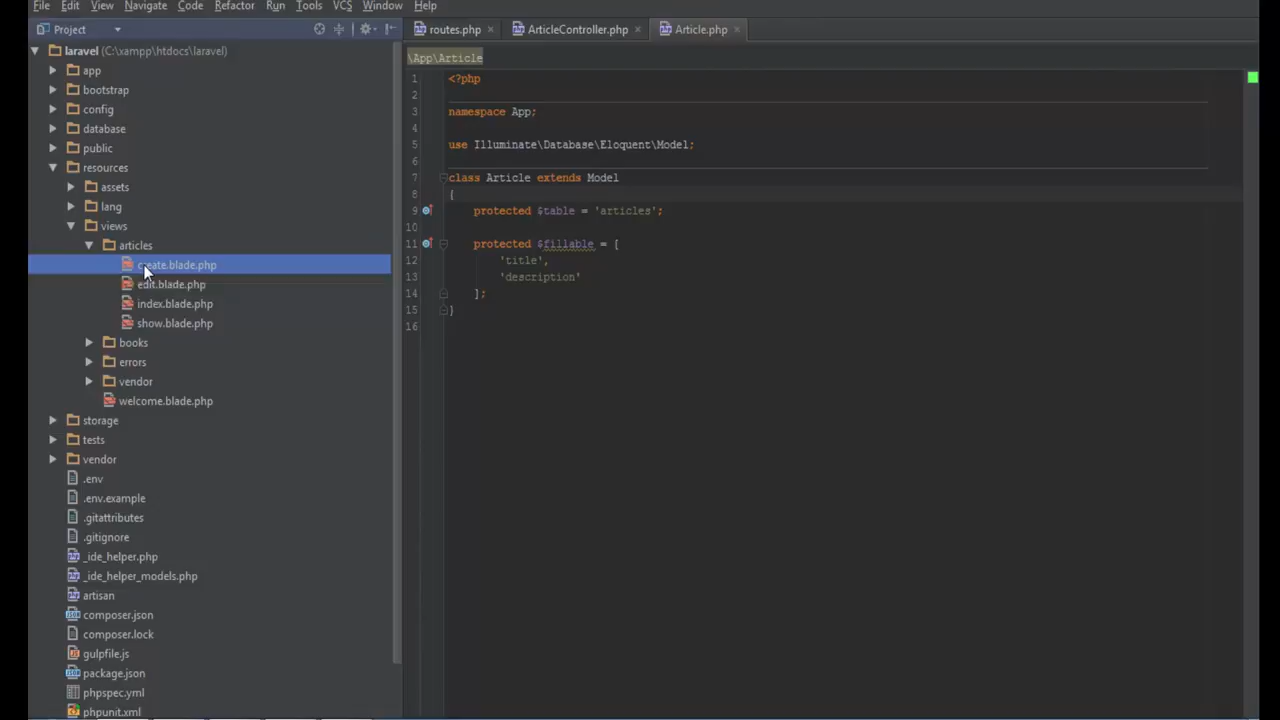 File Edit View Navigate Code Refactor Run Tools VCS Window Help
Project
routes.php ArticleController.php Article.php
laravel (C:\xampp\htdocs\laravel)
app
bootstrap
config
database
public
resources
assets
lang
views
articles
create.blade.php
edit.blade.php
index.blade.php
show.blade.php
books
errors
vendor
welcome.blade.php
storage
tests
vendor
.env
.env.example
.gitattributes
.gitignore
_ide_helper.php
_ide_helper_models.php
artisan
composer.json
composer.lock
gulpfile.js
package.json
phpspec.yml
phpunit.xml
\App\Article
1 <?php
2
3 namespace App;
4
5 use Illuminate\Database\Eloquent\Model;
6
7 class Article extends Model
8 {
9 protected $table = 'articles';
10
11 protected $fillable = [
12 'title',
13 'description'
14 ];
15 }
16